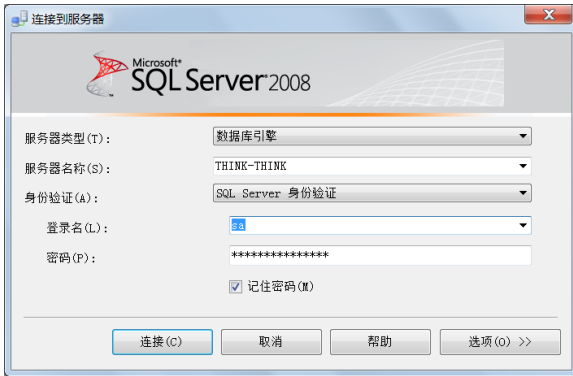 连接到服务器
Microsoft®
SQL Server® 2008
服务器类型(T): 数据库引擎
服务器名称(S): THINK-THINK
身份验证(A): SQL Server 身份验证
登录名(L): sa
密码(P): ***************
记住密码(M)
连接(C) 取消 帮助 选项(O) >>